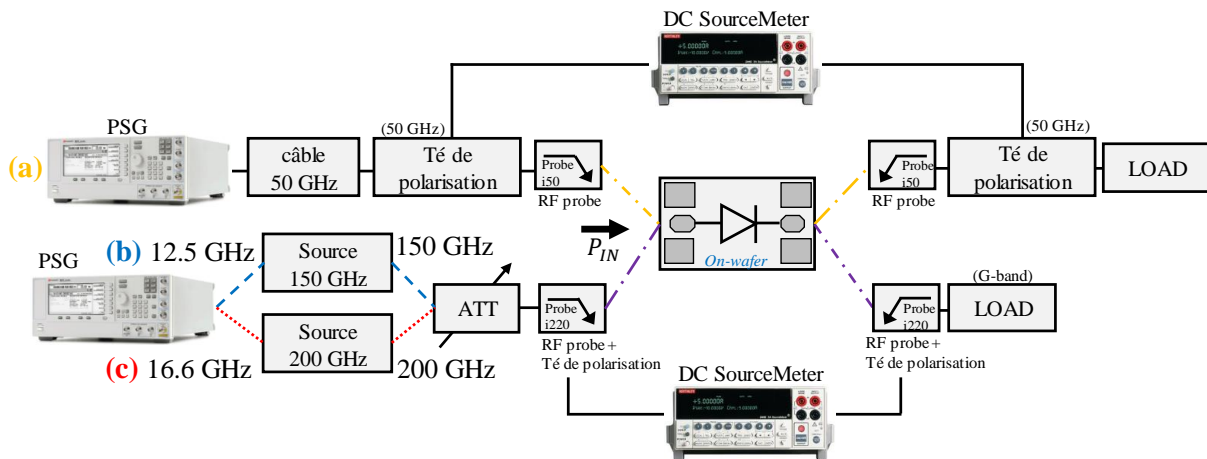 DC SourceMeter
PSG
(a)
câble
50 GHz
(50 GHz)
Té de
polarisation
Probe
i50
RF probe
P_IN
On-wafer
Probe
i50
RF probe
(50 GHz)
Té de
polarisation
LOAD
PSG
(b) 12.5 GHz
Source
150 GHz
150 GHz
(c) 16.6 GHz
Source
200 GHz
200 GHz
ATT
Probe
i220
RF probe +
Té de polarisation
Probe
i220
RF probe +
Té de polarisation
(G-band)
LOAD
DC SourceMeter